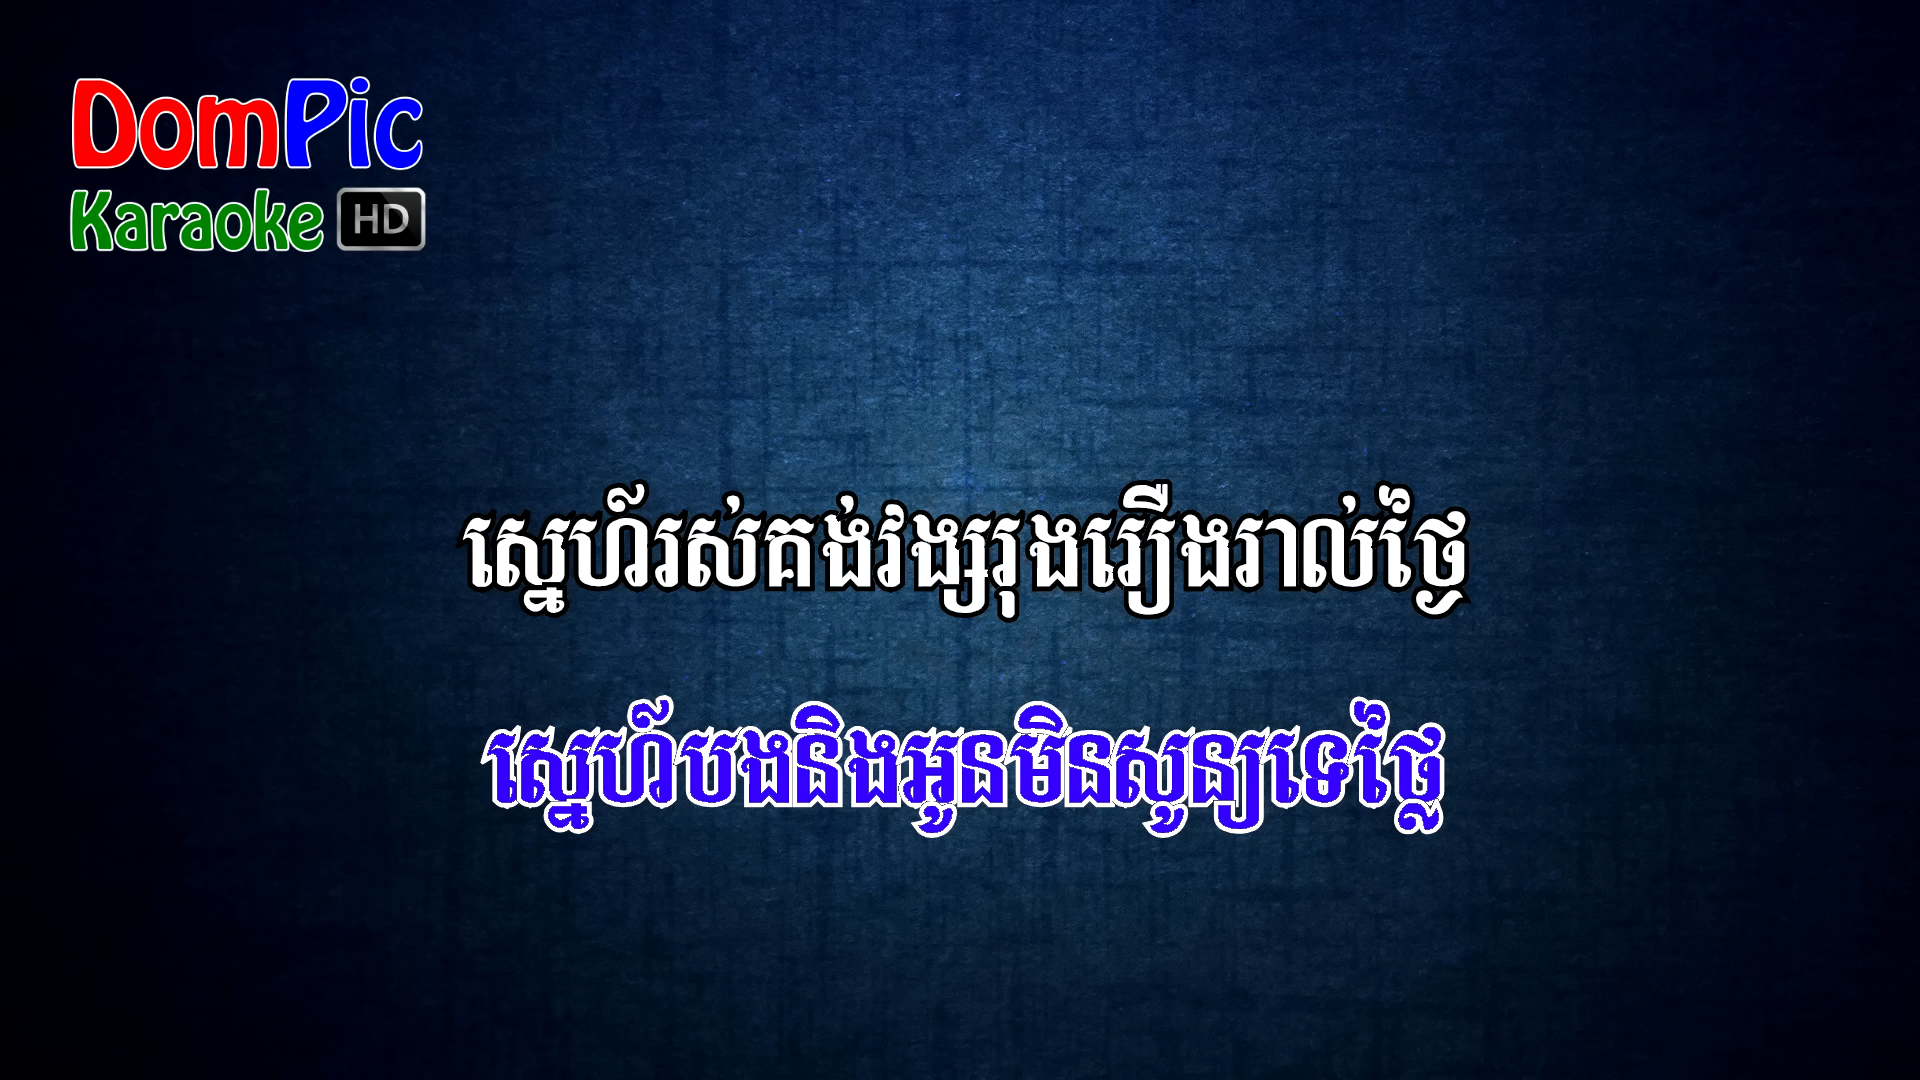 DomPic
Karaoke HD
ស្នេហ៍រស់គង់វង្សរុងរឿងរាល់ថ្ងៃ
ស្នេហ៍បងនិងអូនមិនសូន្យទេថ្លៃ